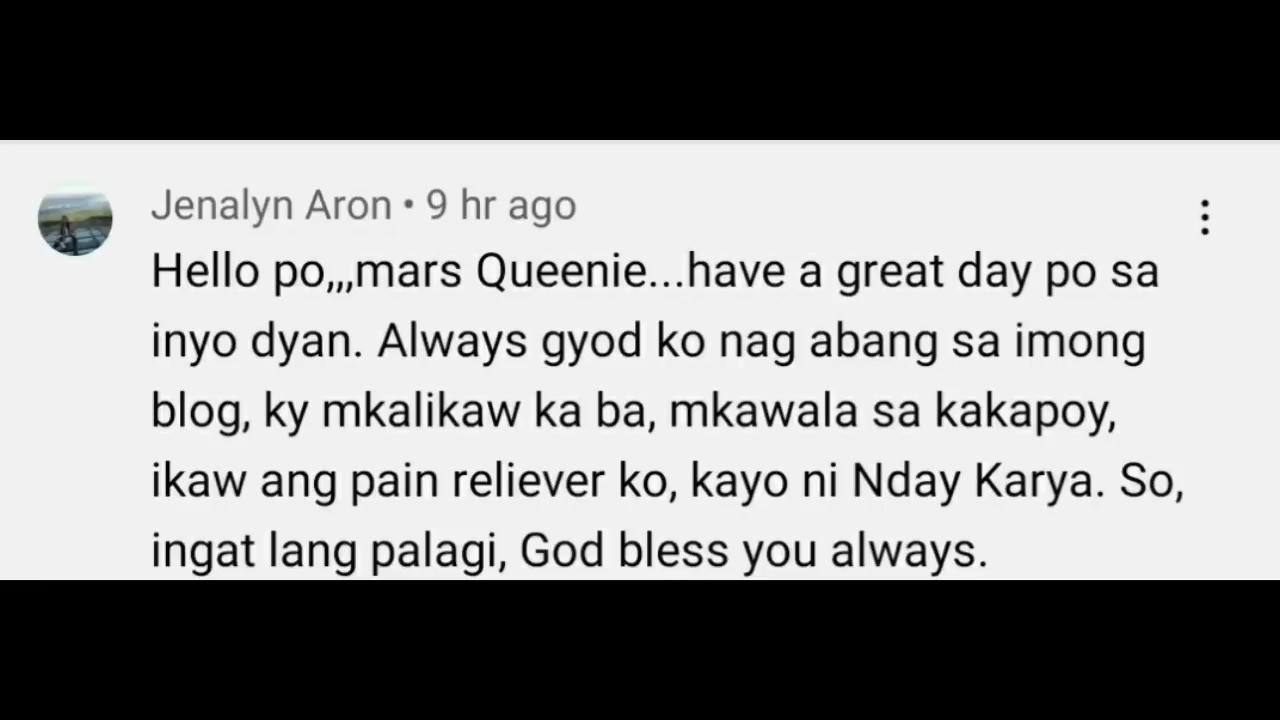 Jenalyn Aron • 9 hr ago
Hello po,,,mars Queenie...have a great day po sa
inyo dyan. Always gyod ko nag abang sa imong
blog, ky mkalikaw ka ba, mkawala sa kakapoy,
ikaw ang pain reliever ko, kayo ni Nday Karya. So,
ingat lang palagi, God bless you always.